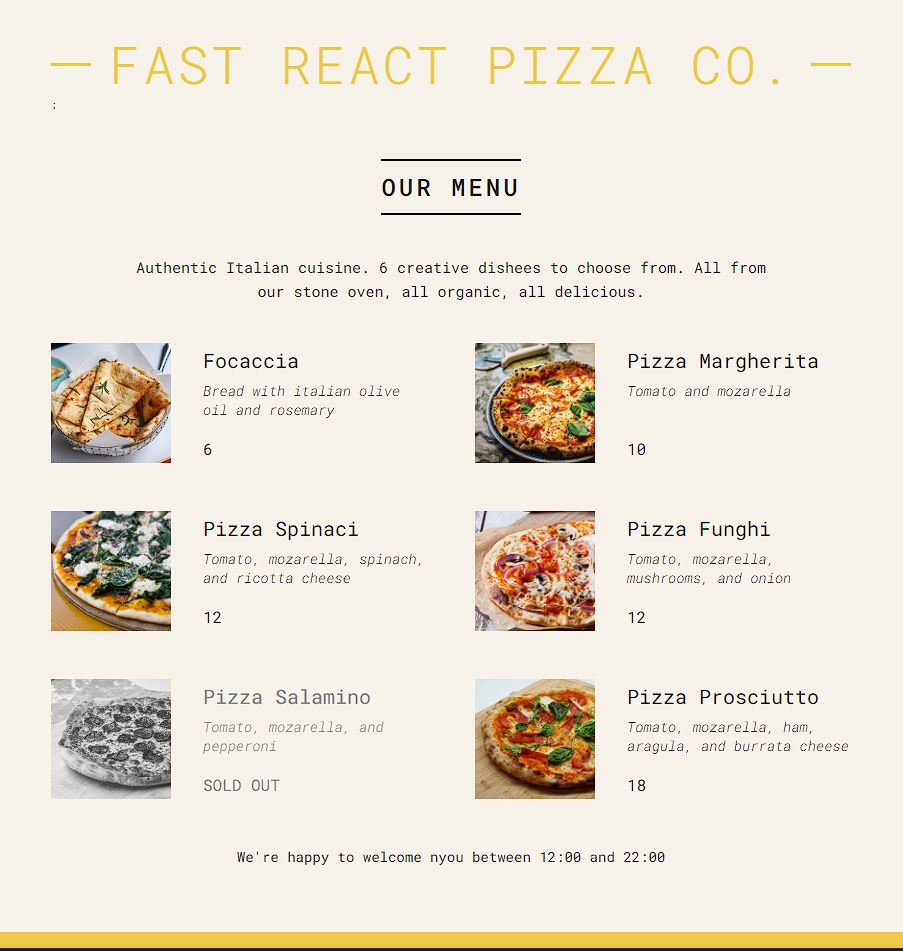 — FAST REACT PIZZA CO. —
;
OUR MENU
Authentic Italian cuisine. 6 creative dishees to choose from. All from
our stone oven, all organic, all delicious.
Focaccia
Bread with italian olive
oil and rosemary
6
Pizza Margherita
Tomato and mozarella
10
Pizza Spinaci
Tomato, mozarella, spinach,
and ricotta cheese
12
Pizza Funghi
Tomato, mozarella,
mushrooms, and onion
12
Pizza Salamino
Tomato, mozarella, and
pepperoni
SOLD OUT
Pizza Prosciutto
Tomato, mozarella, ham,
aragula, and burrata cheese
18
We're happy to welcome nyou between 12:00 and 22:00